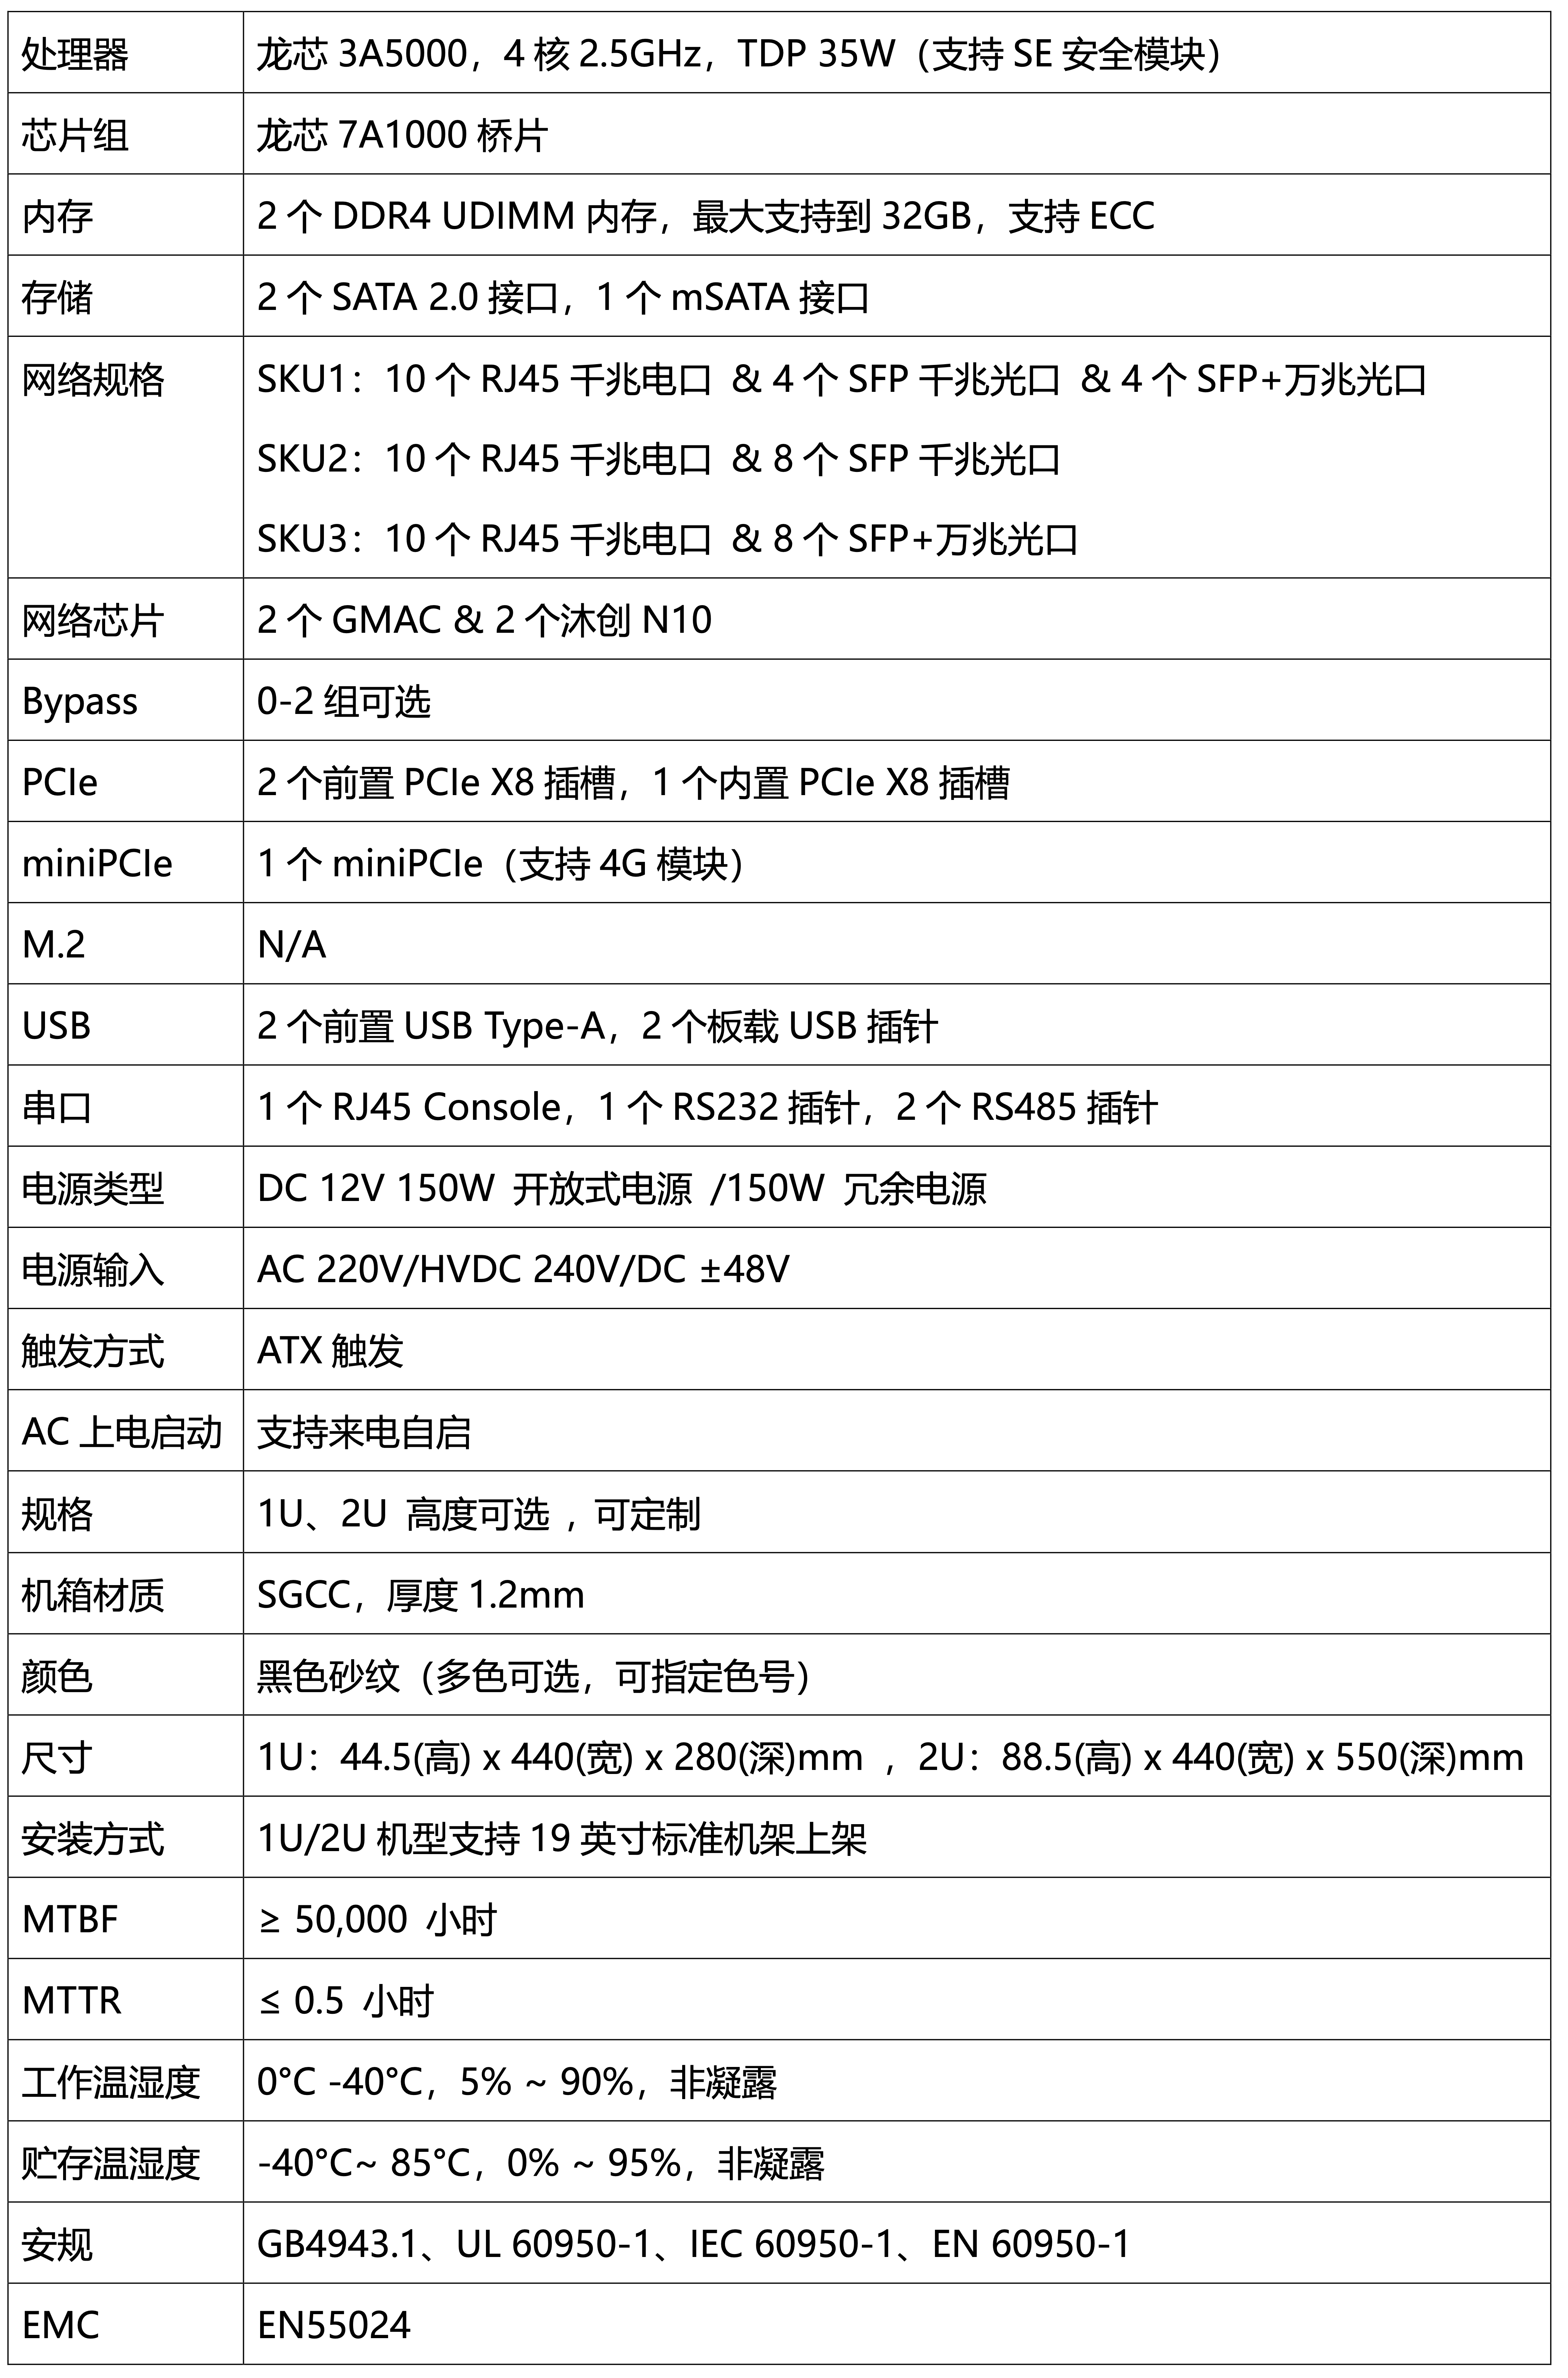 处理器 龙芯 3A5000，4 核 2.5GHz，TDP 35W（支持 SE 安全模块）
芯片组 龙芯 7A1000 桥片
内存 2 个 DDR4 UDIMM 内存，最大支持到 32GB，支持 ECC
存储 2 个 SATA 2.0 接口，1 个 mSATA 接口
网络规格 SKU1：10 个 RJ45 千兆电口 & 4 个 SFP 千兆光口 & 4 个 SFP+万兆光口
SKU2：10 个 RJ45 千兆电口 & 8 个 SFP 千兆光口
SKU3：10 个 RJ45 千兆电口 & 8 个 SFP+万兆光口
网络芯片 2 个 GMAC & 2 个沐创 N10
Bypass 0-2 组可选
PCIe 2 个前置 PCIe X8 插槽，1 个内置 PCIe X8 插槽
miniPCIe 1 个 miniPCIe（支持 4G 模块）
M.2 N/A
USB 2 个前置 USB Type-A，2 个板载 USB 插针
串口 1 个 RJ45 Console，1 个 RS232 插针，2 个 RS485 插针
电源类型 DC 12V 150W 开放式电源 /150W 冗余电源
电源输入 AC 220V/HVDC 240V/DC ±48V
触发方式 ATX 触发
AC 上电启动 支持来电自启
规格 1U、2U 高度可选 ，可定制
机箱材质 SGCC，厚度 1.2mm
颜色 黑色砂纹（多色可选，可指定色号）
尺寸 1U：44.5(高) x 440(宽) x 280(深)mm ，2U：88.5(高) x 440(宽) x 550(深)mm
安装方式 1U/2U 机型支持 19 英寸标准机架上架
MTBF ≥ 50,000 小时
MTTR ≤ 0.5 小时
工作温湿度 0°C -40°C，5% ~ 90%，非凝露
贮存温湿度 -40°C~ 85°C，0% ~ 95%，非凝露
安规 GB4943.1、UL 60950-1、IEC 60950-1、EN 60950-1
EMC EN55024